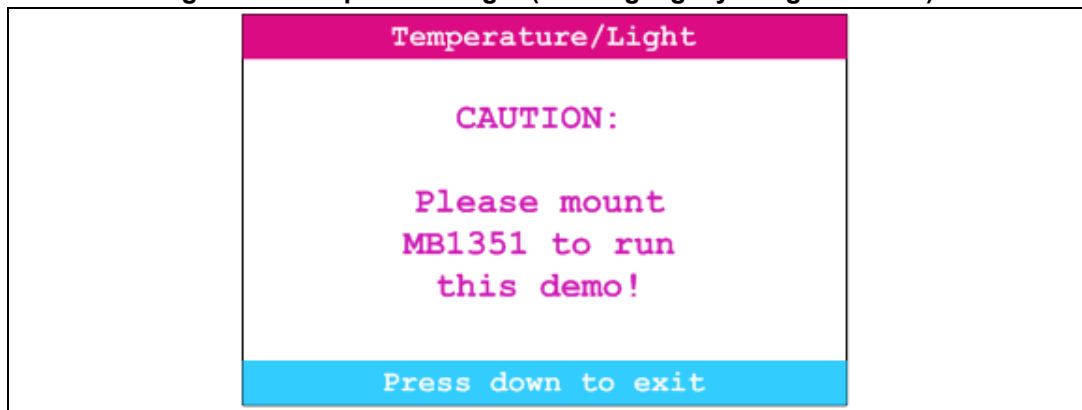 Temperature/Light
CAUTION:
Please mount
MB1351 to run
this demo!
Press down to exit